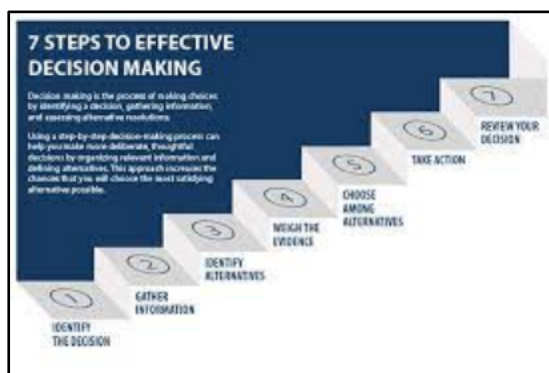 7 STEPS TO EFFECTIVE
DECISION MAKING
Decision making is the process of making choices
by identifying a decision, gathering information,
and assessing alternative resolutions.
Using a step-by-step decision-making process can
help you make more deliberate, thoughtful
decisions by organizing relevant information and
defining alternatives. This approach increases the
chances that you will choose the most satisfying
alternative possible.
1
IDENTIFY
THE DECISION
2
GATHER
INFORMATION
3
IDENTIFY
ALTERNATIVES
4
WEIGH THE
EVIDENCE
5
CHOOSE
AMONG
ALTERNATIVES
6
TAKE ACTION
7
REVIEW YOUR
DECISION